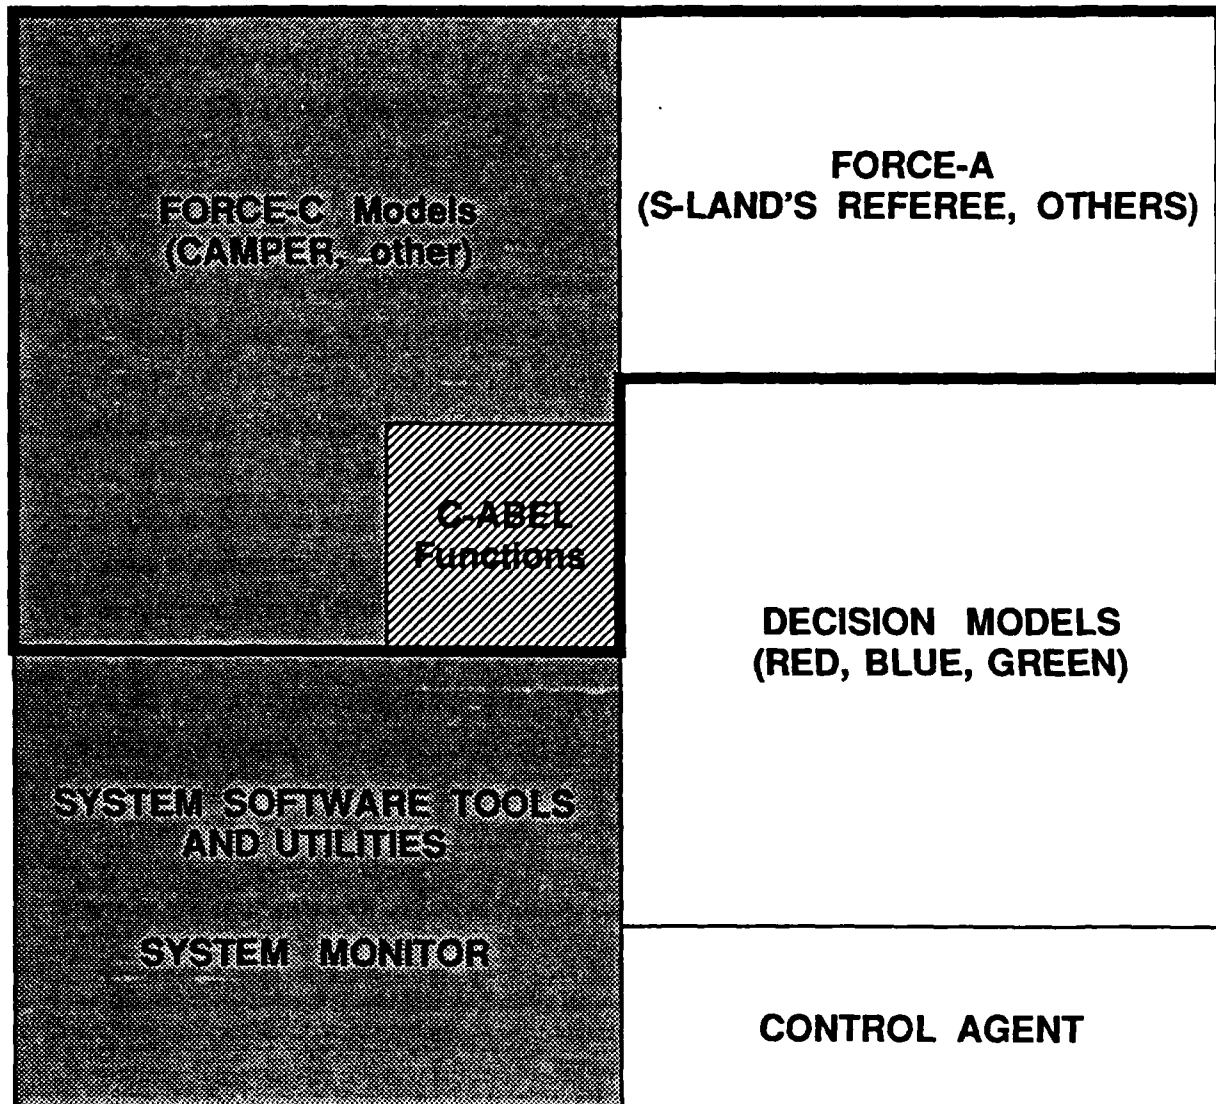 FORCE-C Models
(CAMPER, other)
FORCE-A
(S-LAND'S REFEREE, OTHERS)
C-ABEL
Functions
DECISION MODELS
(RED, BLUE, GREEN)
SYSTEM SOFTWARE TOOLS
AND UTILITIES
SYSTEM MONITOR
CONTROL AGENT